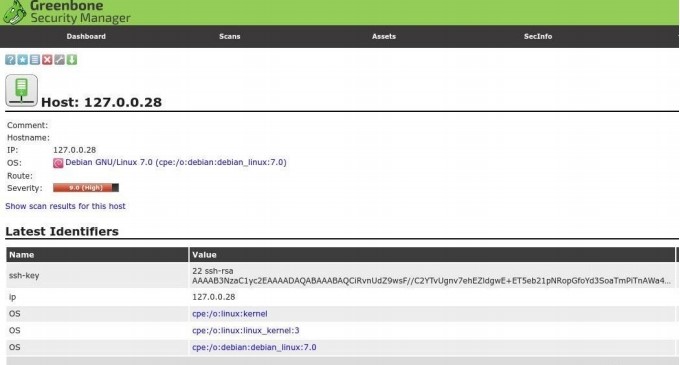 Greenbone
Security Manager
Dashboard Scans Assets SecInfo
Host: 127.0.0.28
Comment:
Hostname:
IP: 127.0.0.28
OS: Debian GNU/Linux 7.0 (cpe:/o:debian:debian_linux:7.0)
Route:
Severity: 9.0 (High)
Show scan results for this host
Latest Identifiers
Name Value
ssh-key 22 ssh-rsa
AAAAB3NzaC1yc2EAAAADAQABAAABAQCiRvnUdZ9wsF//C2YTvUgnv7ehEZIdgwE+ET5eb21pNRopGfoYd3SoaTmPiTnAWa4...
ip 127.0.0.28
OS cpe:/o:linux:kernel
OS cpe:/o:linux:linux_kernel:3
OS cpe:/o:debian:debian_linux:7.0